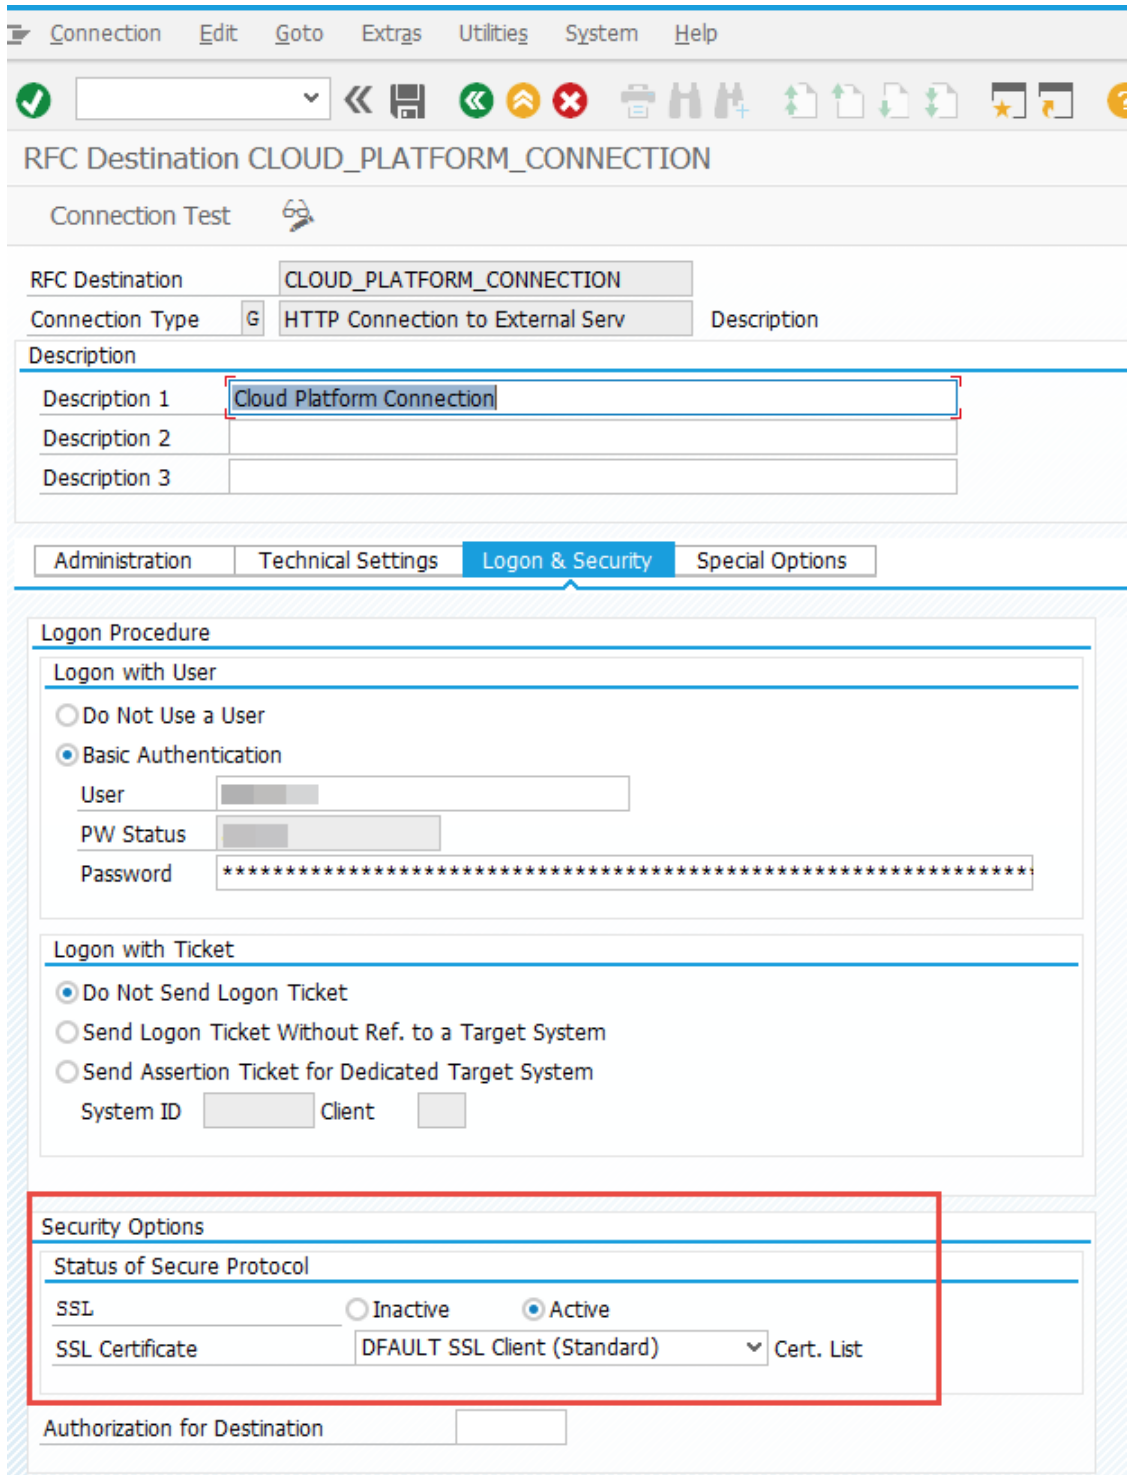 Connection Edit Goto Extras Utilities System Help
RFC Destination CLOUD_PLATFORM_CONNECTION
Connection Test
RFC Destination CLOUD_PLATFORM_CONNECTION
Connection Type G HTTP Connection to External Serv Description
Description
Description 1 Cloud Platform Connection
Description 2
Description 3
Administration Technical Settings Logon & Security Special Options
Logon Procedure
Logon with User
Do Not Use a User
Basic Authentication
User
PW Status
Password ****************************************************************
Logon with Ticket
Do Not Send Logon Ticket
Send Logon Ticket Without Ref. to a Target System
Send Assertion Ticket for Dedicated Target System
System ID Client
Security Options
Status of Secure Protocol
SSL Inactive Active
SSL Certificate DFAULT SSL Client (Standard) Cert. List
Authorization for Destination